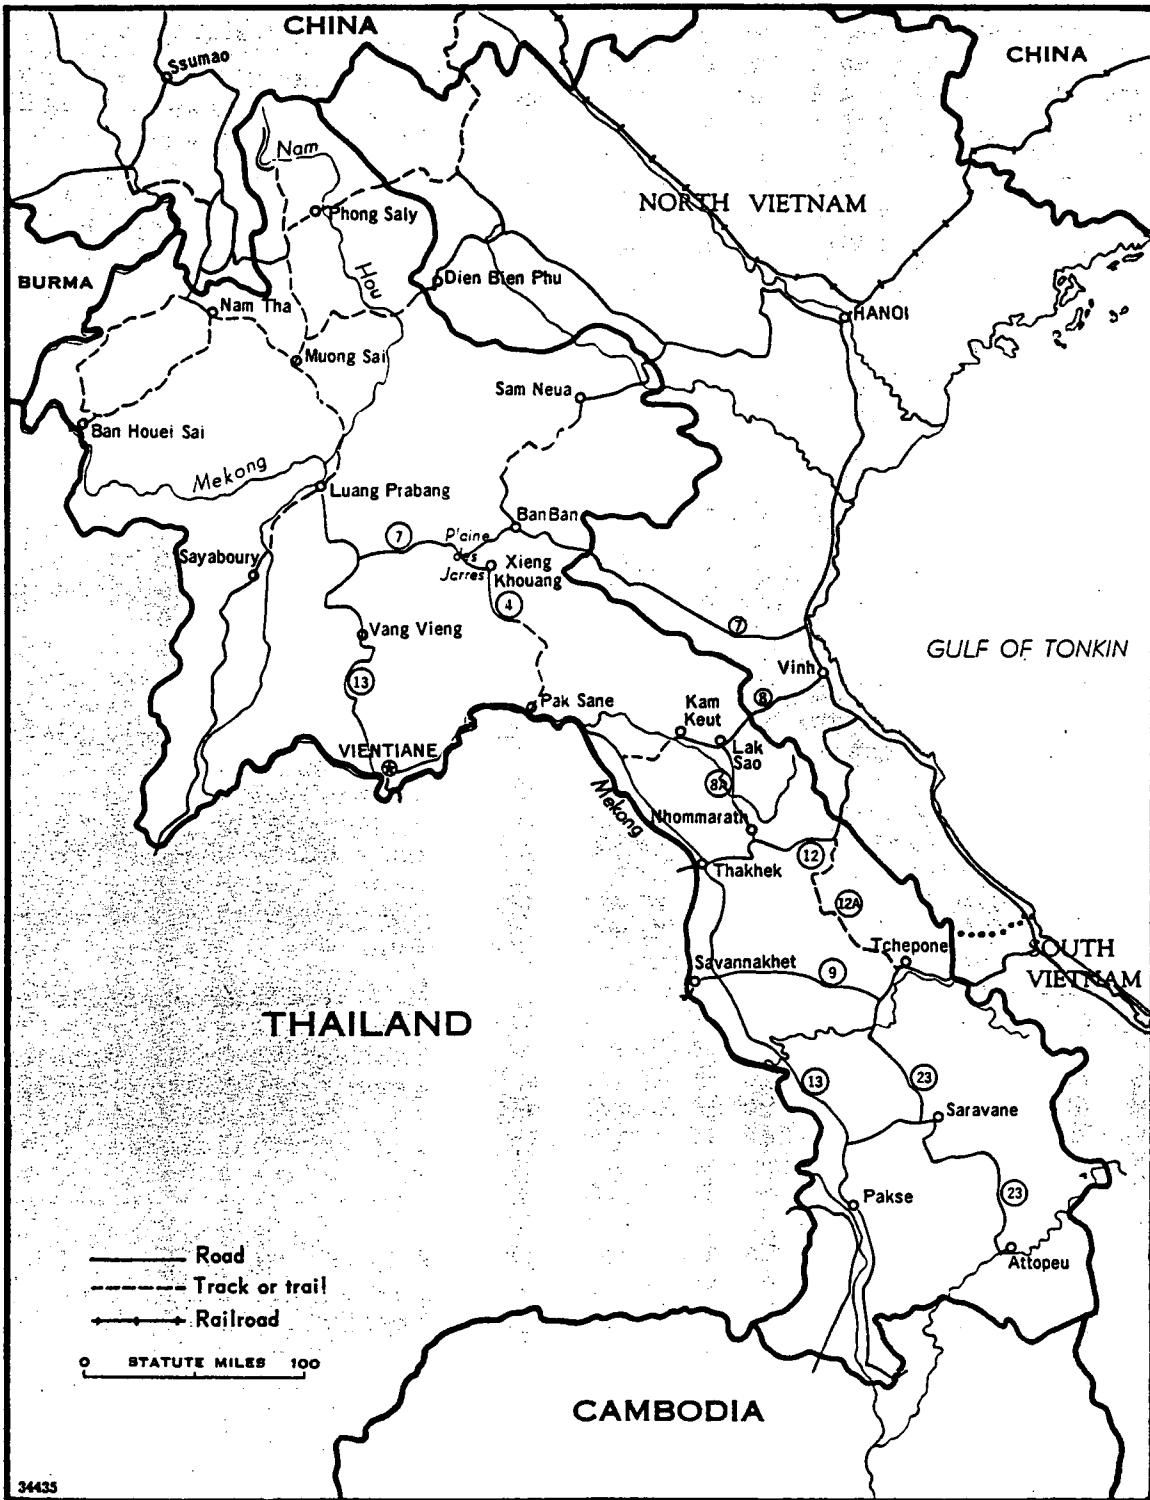 CHINA
CHINA
Ssumao
Nam
NORTH VIETNAM
Phong Saly
BURMA
Hou
Dien Bien Phu
Nam Tha
HANOI
Muong Sai
Sam Neua
Ban Houei Sai
Mekong
Luang Prabang
BanBan
7
Plaine
des
Jarres
Sayaboury
Xieng
Khouang
4
7
Vang Vieng
GULF OF TONKIN
Vinh
13
8
Pak Sane
Kam
Keut
VIENTIANE
Lak
Sao
8A
Mekong
Nhommarath
12
Thakhek
12A
Tchepone
SOUTH
VIETNAM
Savannakhet
9
THAILAND
13
23
Saravane
Pakse
23
Attopeu
Road
Track or trail
Railroad
0 STATUTE MILES 100
CAMBODIA
34435